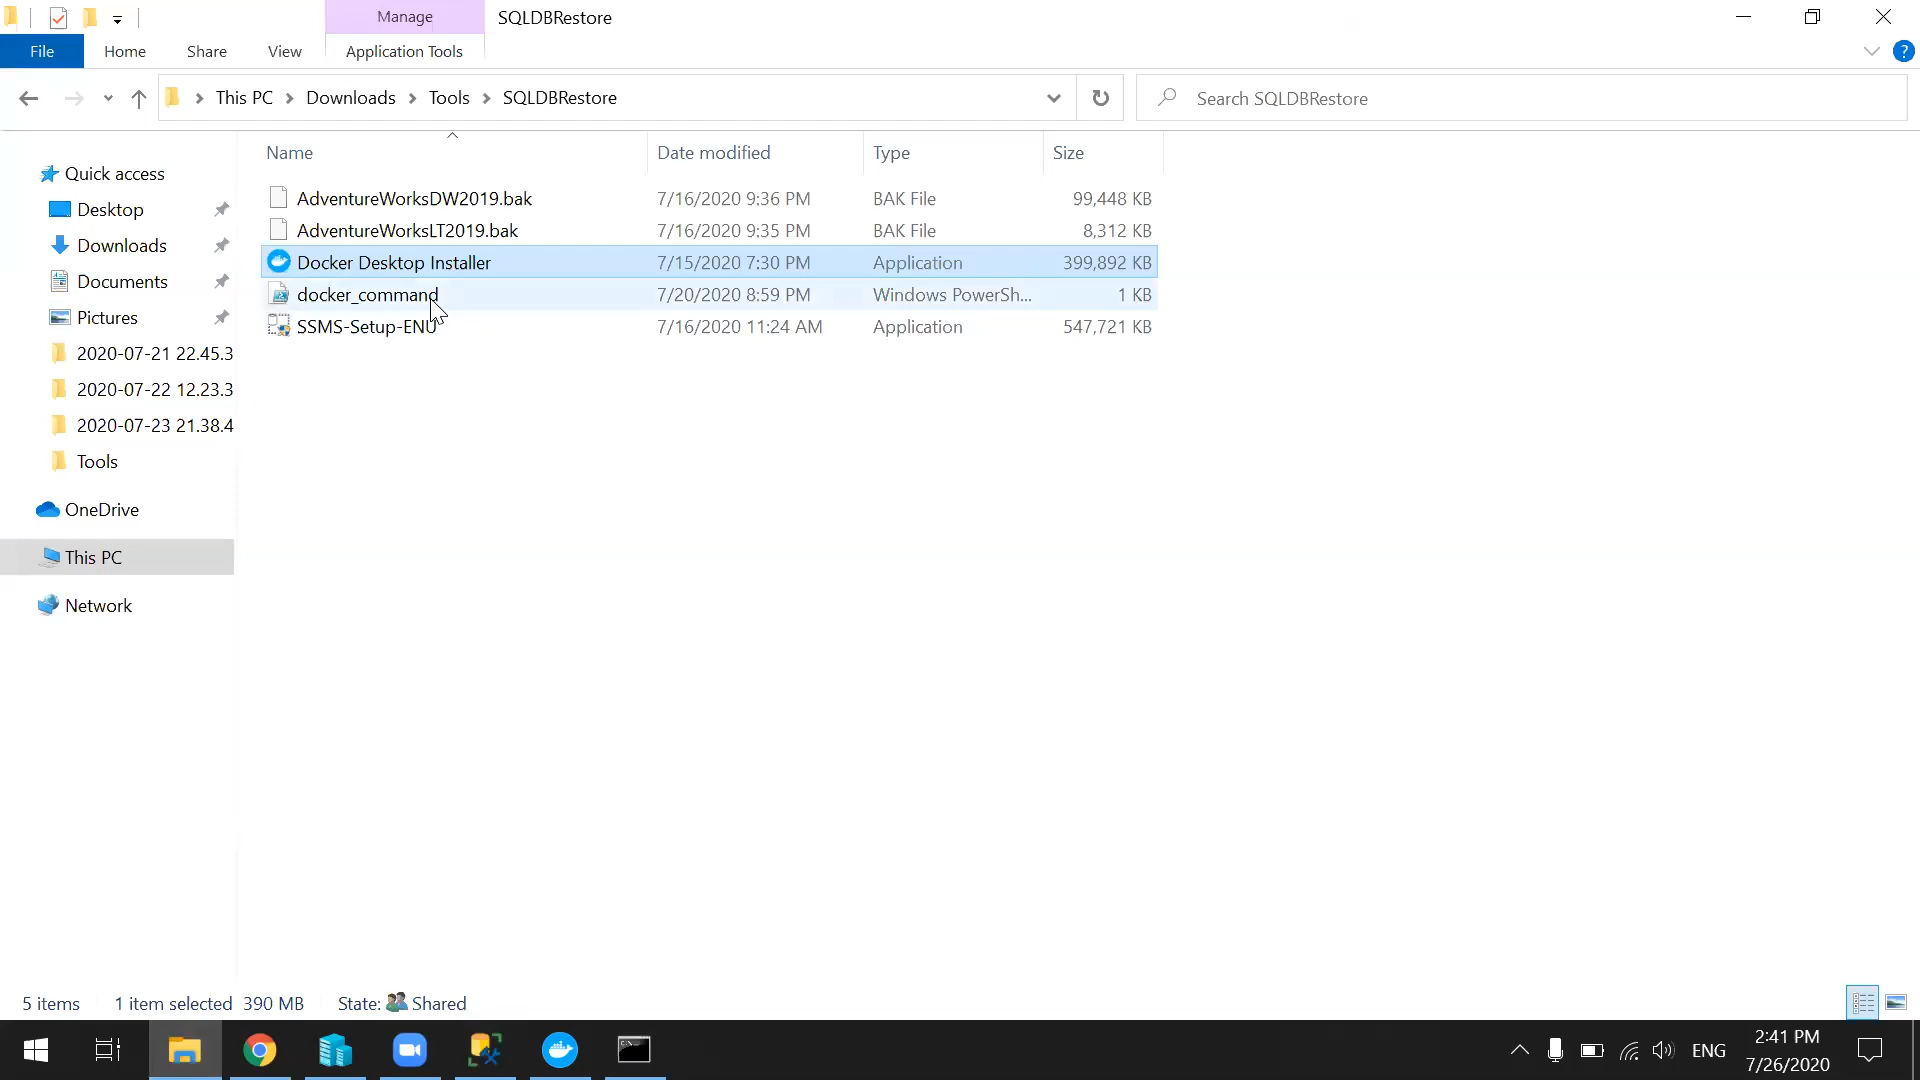 Manage
SQLDBRestore
File
Home
Share
View
Application Tools
?
This PC
Downloads
Tools
SQLDBRestore
Search SQLDBRestore
Name
Date modified
Type
Size
AdventureWorksDW2019.bak
7/16/2020 9:36 PM
BAK File
99,448 KB
AdventureWorksLT2019.bak
7/16/2020 9:35 PM
BAK File
8,312 KB
Docker Desktop Installer
7/15/2020 7:30 PM
Application
399,892 KB
docker_command
7/20/2020 8:59 PM
Windows PowerSh...
1 KB
SSMS-Setup-ENU
7/16/2020 11:24 AM
Application
547,721 KB
Quick access
Desktop
Downloads
Documents
Pictures
2020-07-21 22.45.3
2020-07-22 12.23.3
2020-07-23 21.38.4
Tools
OneDrive
This PC
Network
5 items
1 item selected 390 MB
State:
Shared
ENG
2:41 PM
7/26/2020